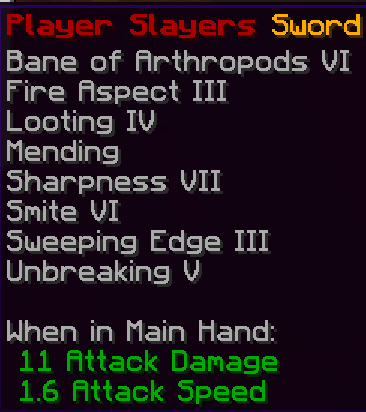 Player Slayers Sword
Bane of Arthropods VI
Fire Aspect III
Looting IV
Mending
Sharpness VII
Smite VI
Sweeping Edge III
Unbreaking V
When in Main Hand:
11 Attack Damage
1.6 Attack Speed